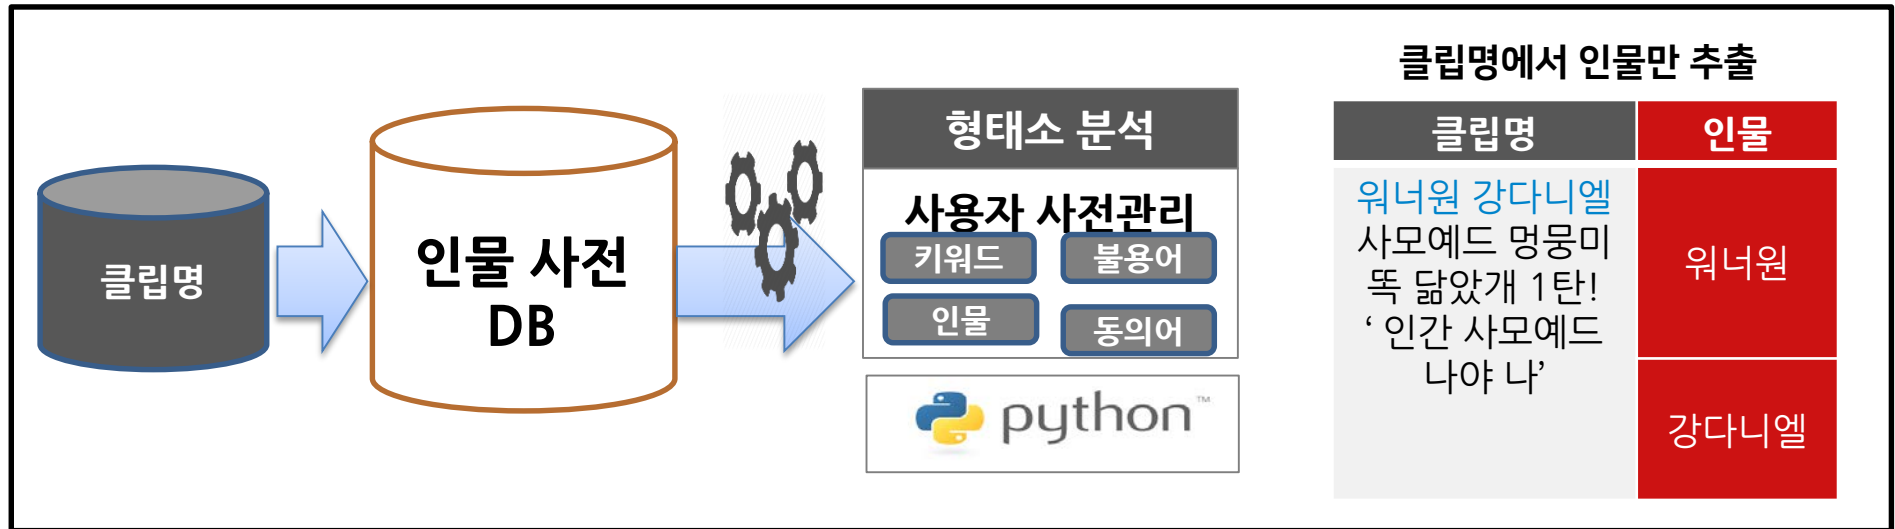 클립명
인물 사전
DB
형태소 분석
사용자 사전관리
키워드
불용어
인물
동의어
python™
클립명에서 인물만 추출
클립명
인물
워너원 강다니엘
사모예드 멍뭉미
똑 닮았개 1탄!
‘ 인간 사모예드
나야 나’
워너원
강다니엘